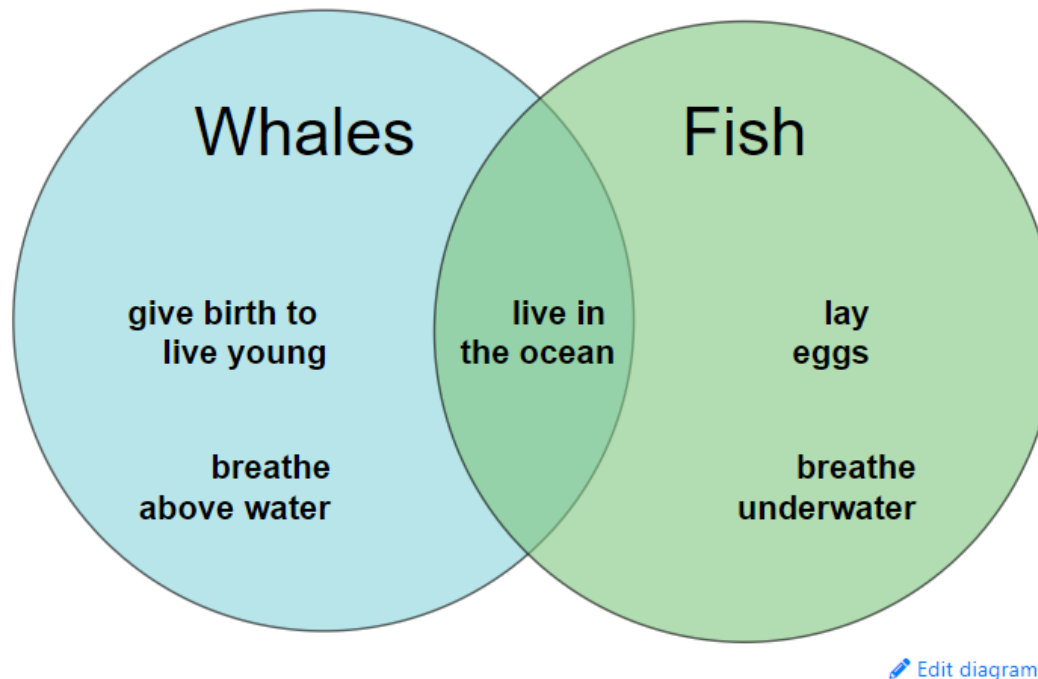 Whales
Fish
give birth to
live young
live in
the ocean
lay
eggs
breathe
above water
breathe
underwater
Edit diagram